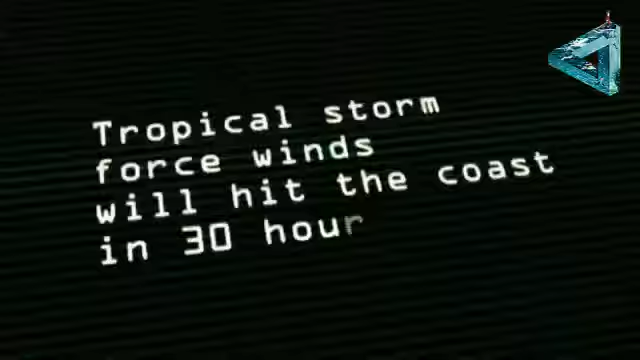 Tropical storm
force winds
will hit the coast
in 30 hour